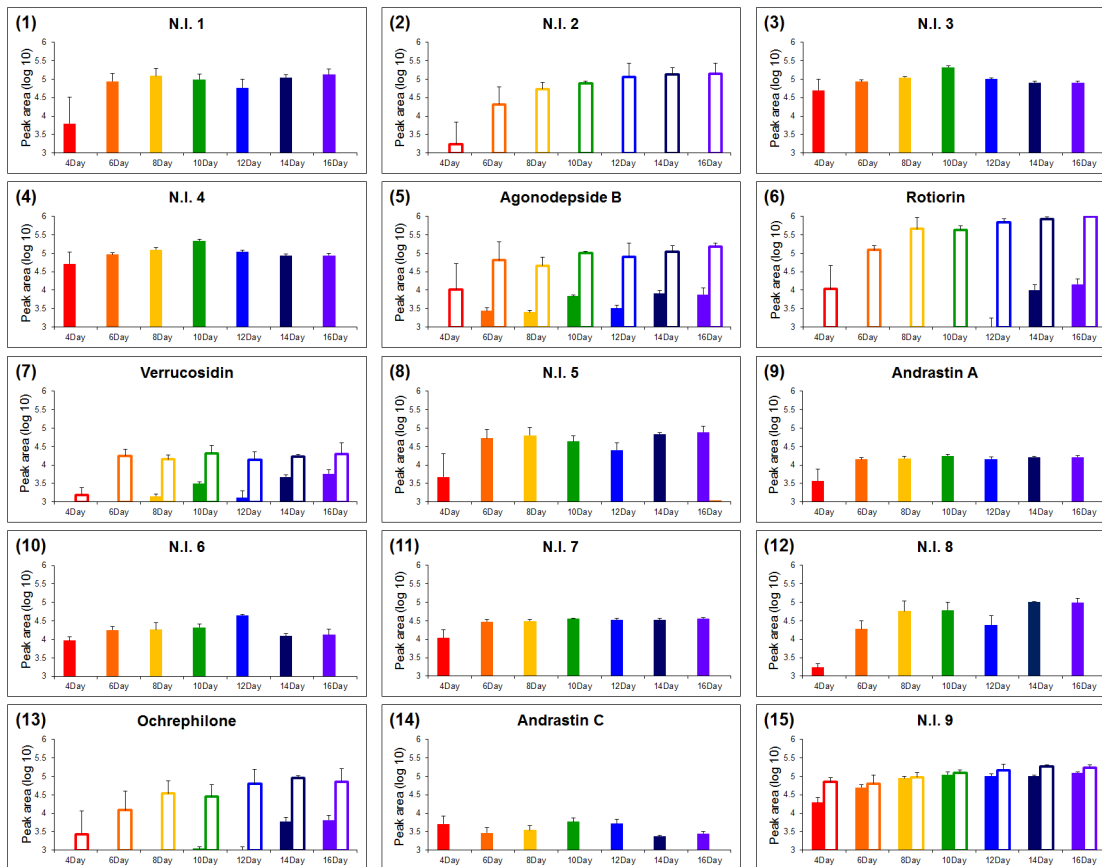 (1)
N.I. 1
Peak area (log 10)
6
5.5
5
4.5
4
3.5
3
4Day 6Day 8Day 10Day 12Day 14Day 16Day
(2)
N.I. 2
Peak area (log 10)
6
5.5
5
4.5
4
3.5
3
4Day 6Day 8Day 10Day 12Day 14Day 16Day
(3)
N.I. 3
Peak area (log 10)
6
5.5
5
4.5
4
3.5
3
4Day 6Day 8Day 10Day 12Day 14Day 16Day
(4)
N.I. 4
Peak area (log 10)
6
5.5
5
4.5
4
3.5
3
4Day 6Day 8Day 10Day 12Day 14Day 16Day
(5)
Agonodepside B
Peak area (log 10)
6
5.5
5
4.5
4
3.5
3
4Day 6Day 8Day 10Day 12Day 14Day 16Day
(6)
Rotiorin
Peak area (log 10)
6
5.5
5
4.5
4
3.5
3
4Day 6Day 8Day 10Day 12Day 14Day 16Day
(7)
Verrucosidin
Peak area (log 10)
6
5.5
5
4.5
4
3.5
3
4Day 6Day 8Day 10Day 12Day 14Day 16Day
(8)
N.I. 5
Peak area (log 10)
6
5.5
5
4.5
4
3.5
3
4Day 6Day 8Day 10Day 12Day 14Day 16Day
(9)
Andrastin A
Peak area (log 10)
6
5.5
5
4.5
4
3.5
3
4Day 6Day 8Day 10Day 12Day 14Day 16Day
(10)
N.I. 6
Peak area (log 10)
6
5.5
5
4.5
4
3.5
3
4Day 6Day 8Day 10Day 12Day 14Day 16Day
(11)
N.I. 7
Peak area (log 10)
6
5.5
5
4.5
4
3.5
3
4Day 6Day 8Day 10Day 12Day 14Day 16Day
(12)
N.I. 8
Peak area (log 10)
6
5.5
5
4.5
4
3.5
3
4Day 6Day 8Day 10Day 12Day 14Day 16Day
(13)
Ochrephilone
Peak area (log 10)
6
5.5
5
4.5
4
3.5
3
4Day 6Day 8Day 10Day 12Day 14Day 16Day
(14)
Andrastin C
Peak area (log 10)
6
5.5
5
4.5
4
3.5
3
4Day 6Day 8Day 10Day 12Day 14Day 16Day
(15)
N.I. 9
Peak area (log 10)
6
5.5
5
4.5
4
3.5
3
4Day 6Day 8Day 10Day 12Day 14Day 16Day